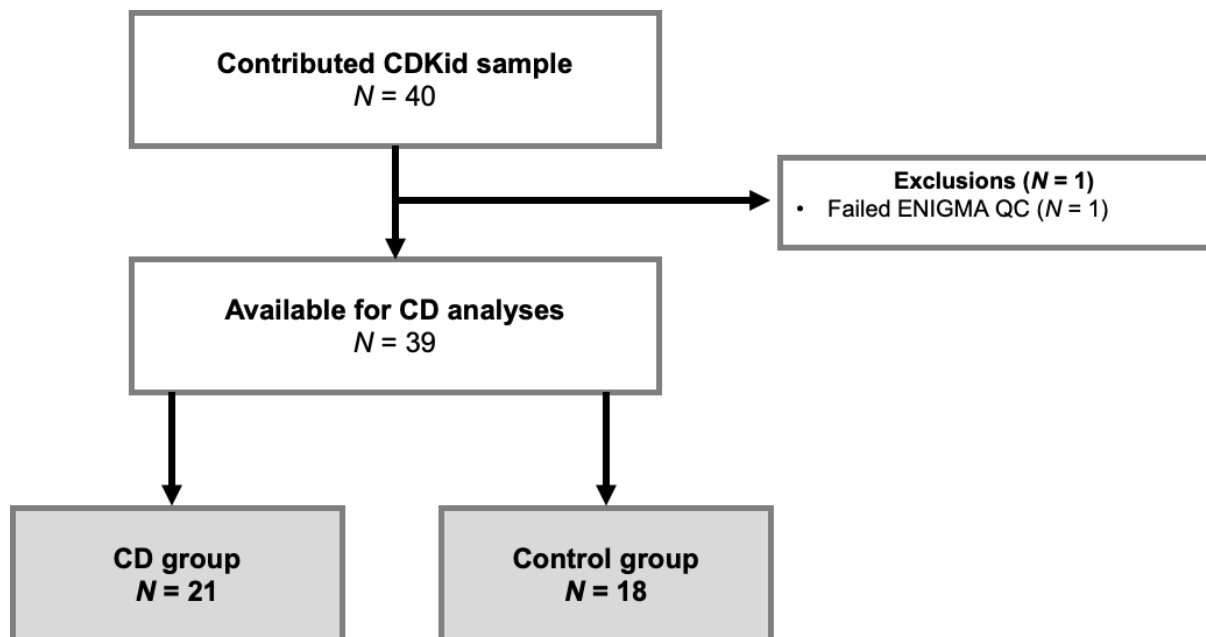 Contributed CDKid sample
N = 40
Exclusions (N = 1)
• Failed ENIGMA QC (N = 1)
Available for CD analyses
N = 39
CD group
N = 21
Control group
N = 18